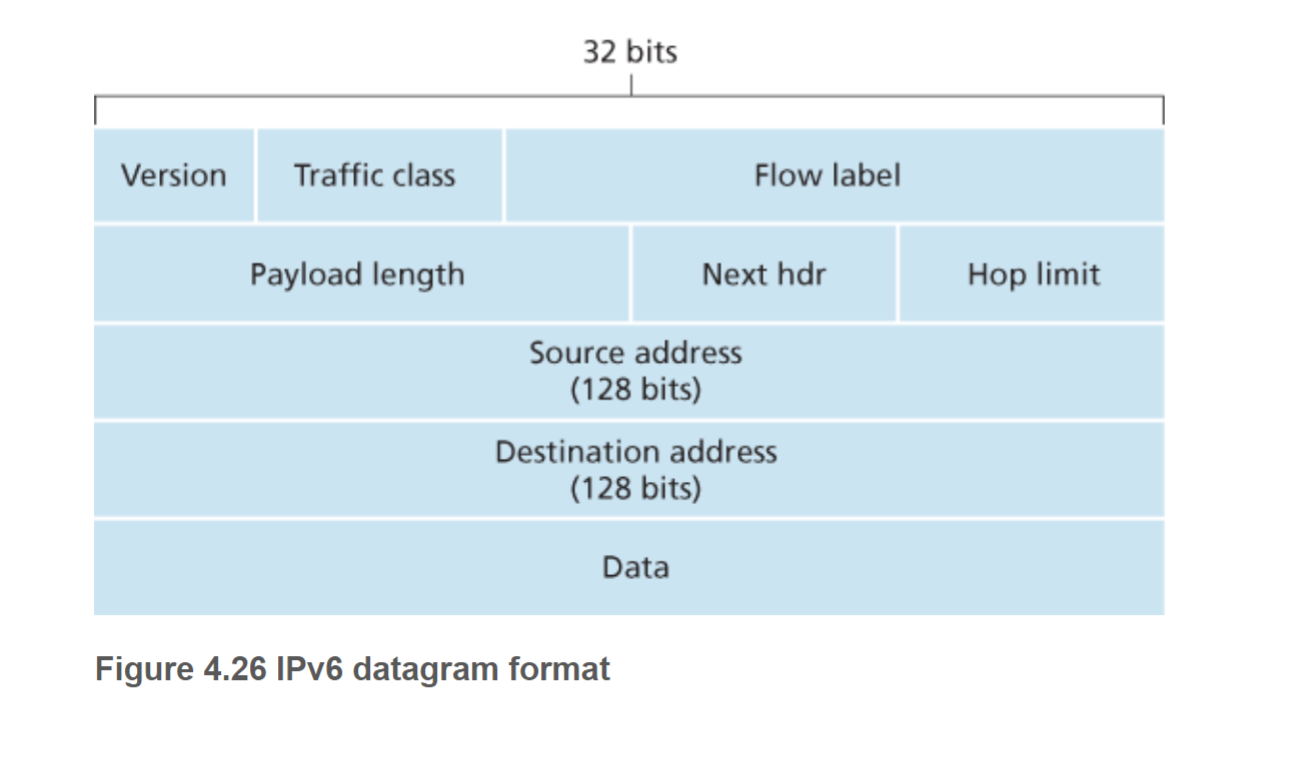 32 bits
Version Traffic class Flow label
Payload length Next hdr Hop limit
Source address
(128 bits)
Destination address
(128 bits)
Data
Figure 4.26 IPv6 datagram format